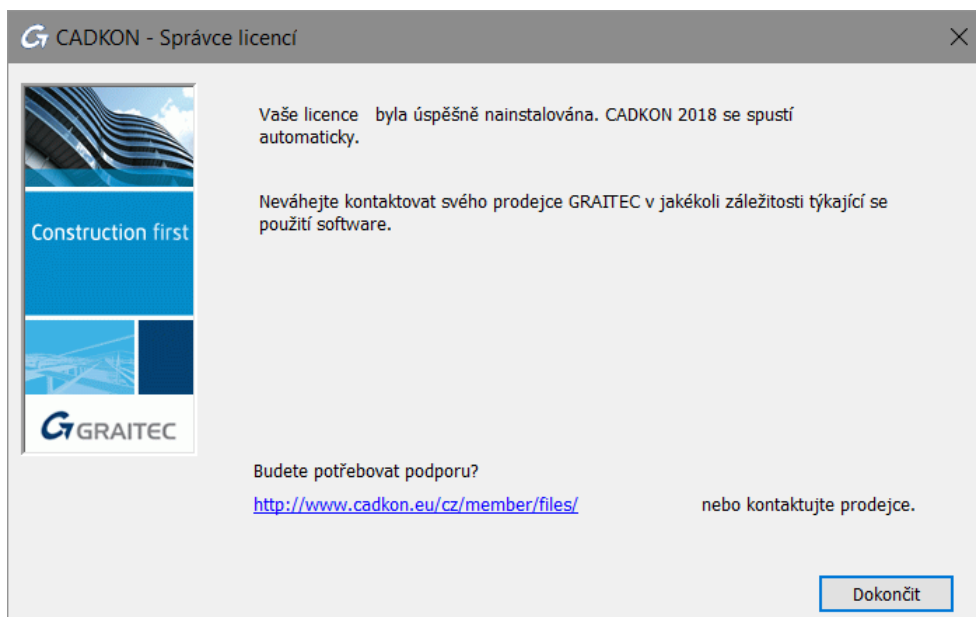 CADKON - Správce licencí
Vaše licence byla úspěšně nainstalována. CADKON 2018 se spustí
automaticky.
Neváhejte kontaktovat svého prodejce GRAITEC v jakékoli záležitosti týkající se
použití software.
Construction first
GRAITEC
Budete potřebovat podporu?
http://www.cadkon.eu/cz/member/files/ nebo kontaktujte prodejce.
Dokončit